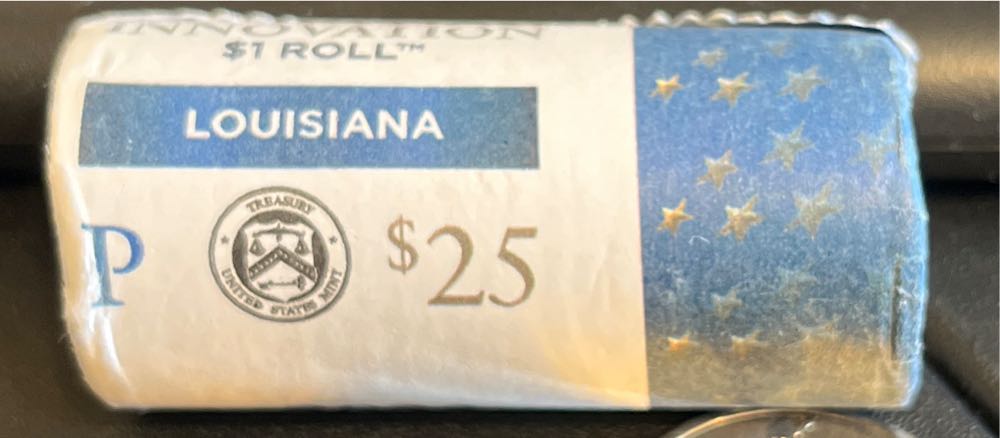 INNOVATION
$1 ROLL™
LOUISIANA
P
TREASURY
UNITED STATES MINT
$25